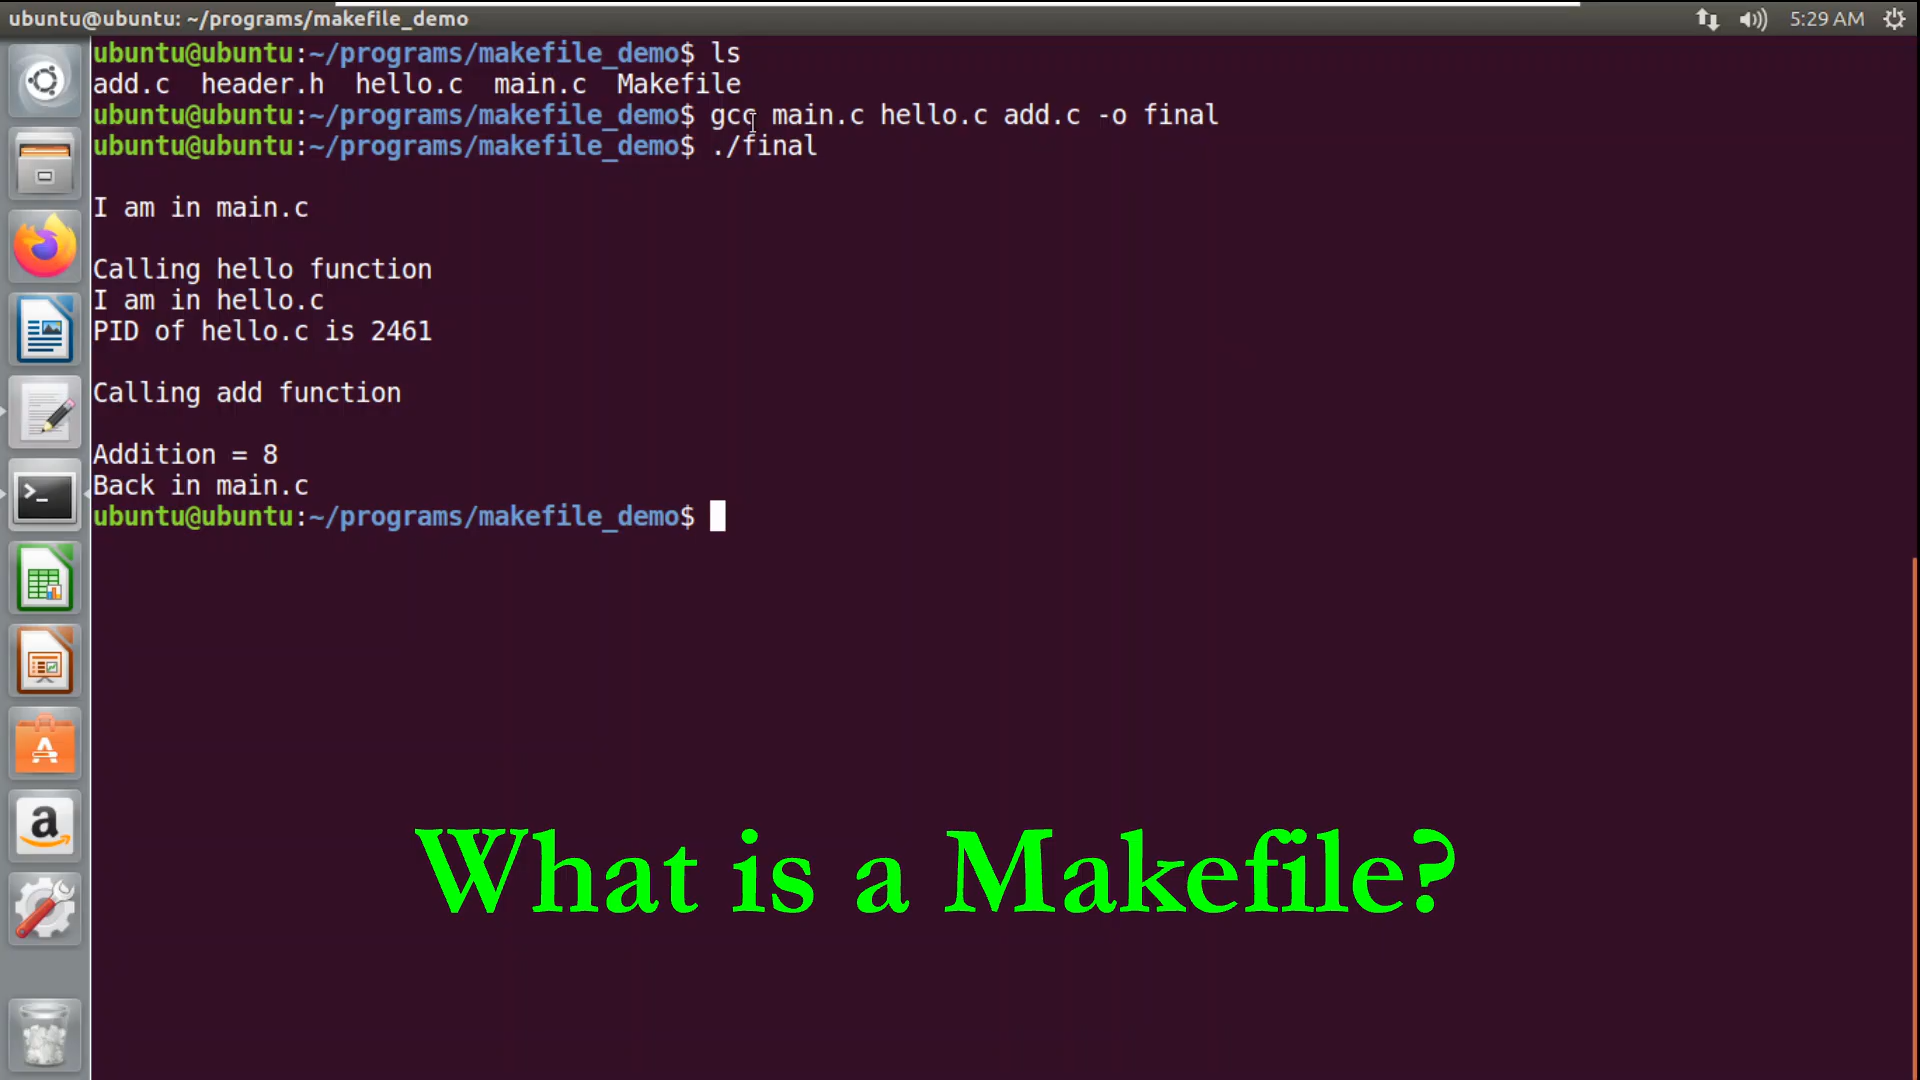 ubuntu@ubuntu: ~/programs/makefile_demo
5:29 AM
ubuntu@ubuntu:~/programs/makefile_demo$ ls
add.c  header.h  hello.c  main.c  Makefile
ubuntu@ubuntu:~/programs/makefile_demo$ gcc main.c hello.c add.c -o final
ubuntu@ubuntu:~/programs/makefile_demo$ ./final
I am in main.c
Calling hello function
I am in hello.c
PID of hello.c is 2461
Calling add function
Addition = 8
Back in main.c
ubuntu@ubuntu:~/programs/makefile_demo$
What is a Makefile?